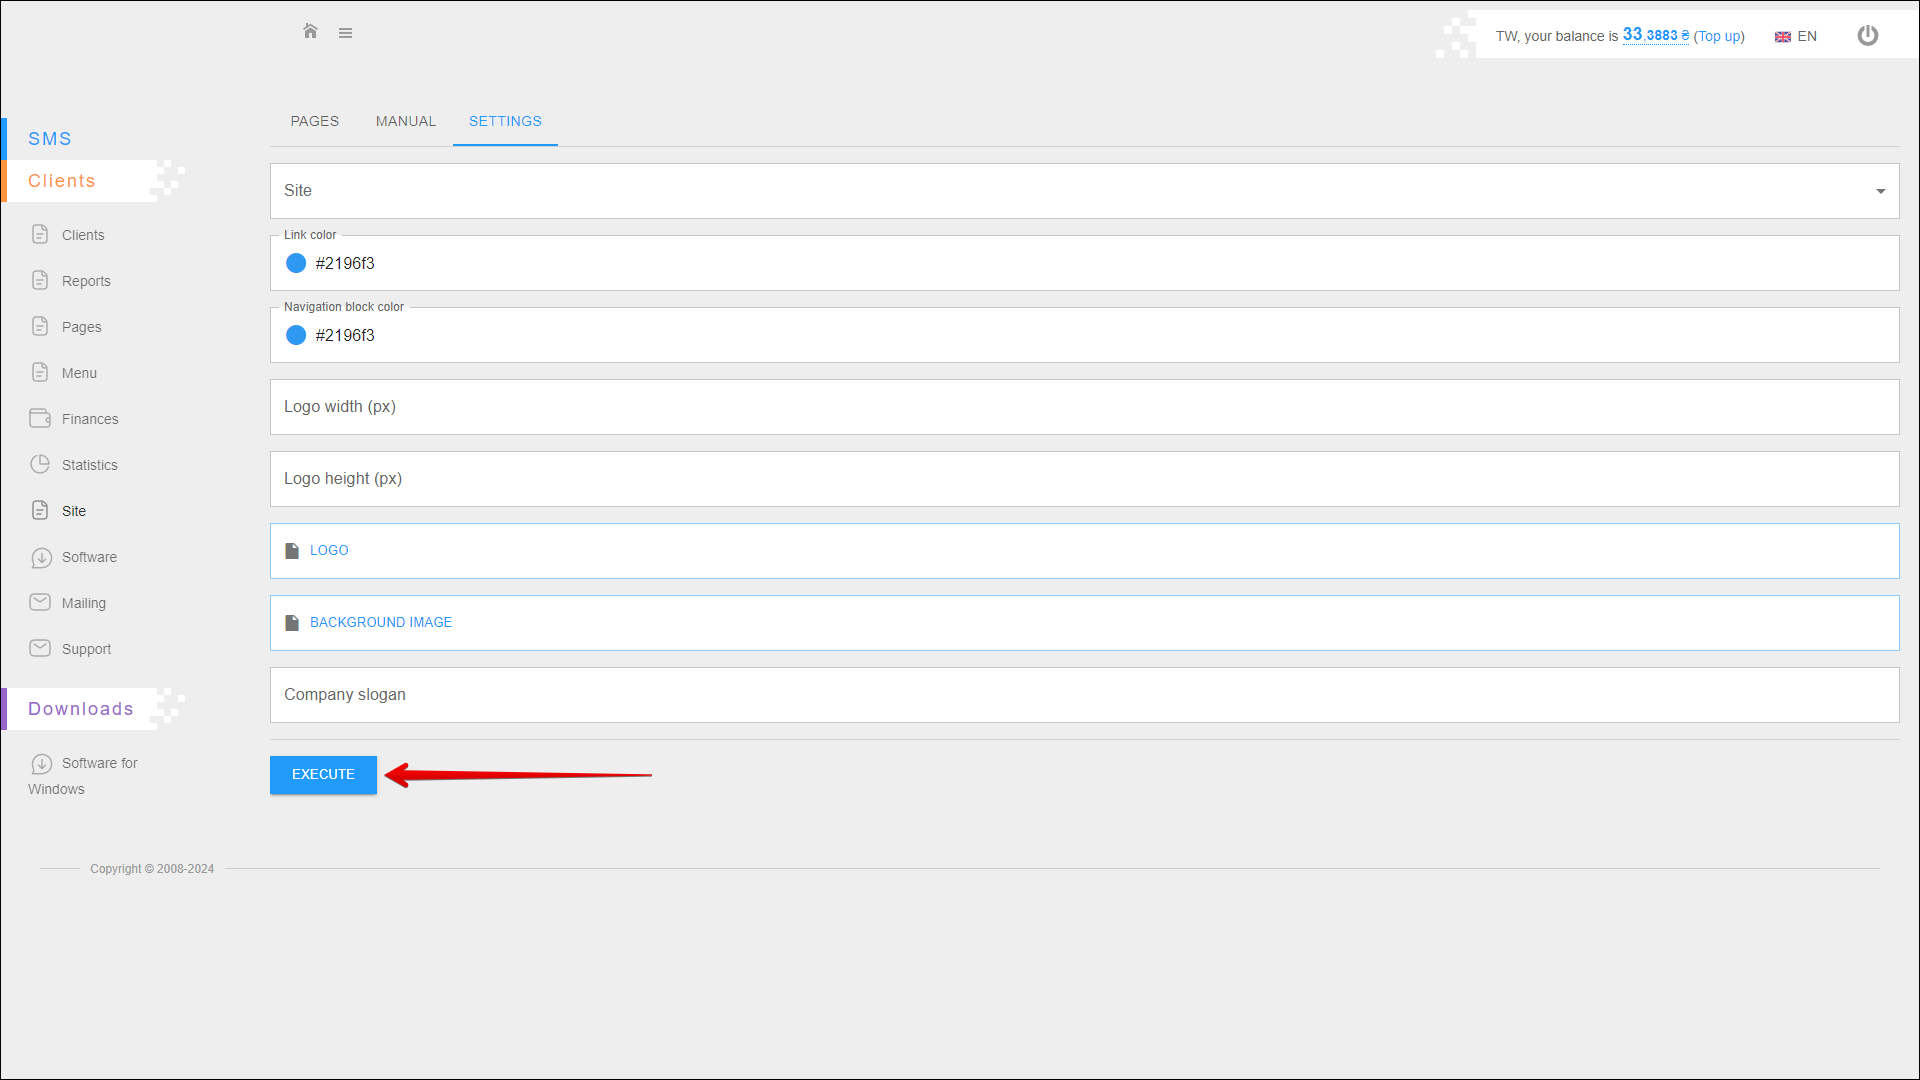 TW, your balance is 33,3883 ₴ (Top up)
EN
SMS
Clients
Clients
Reports
Pages
Menu
Finances
Statistics
Site
Software
Mailing
Support
Downloads
Software for
Windows
PAGES
MANUAL
SETTINGS
Site
Link color
#2196f3
Navigation block color
#2196f3
Logo width (px)
Logo height (px)
LOGO
BACKGROUND IMAGE
Company slogan
EXECUTE
Copyright © 2008-2024